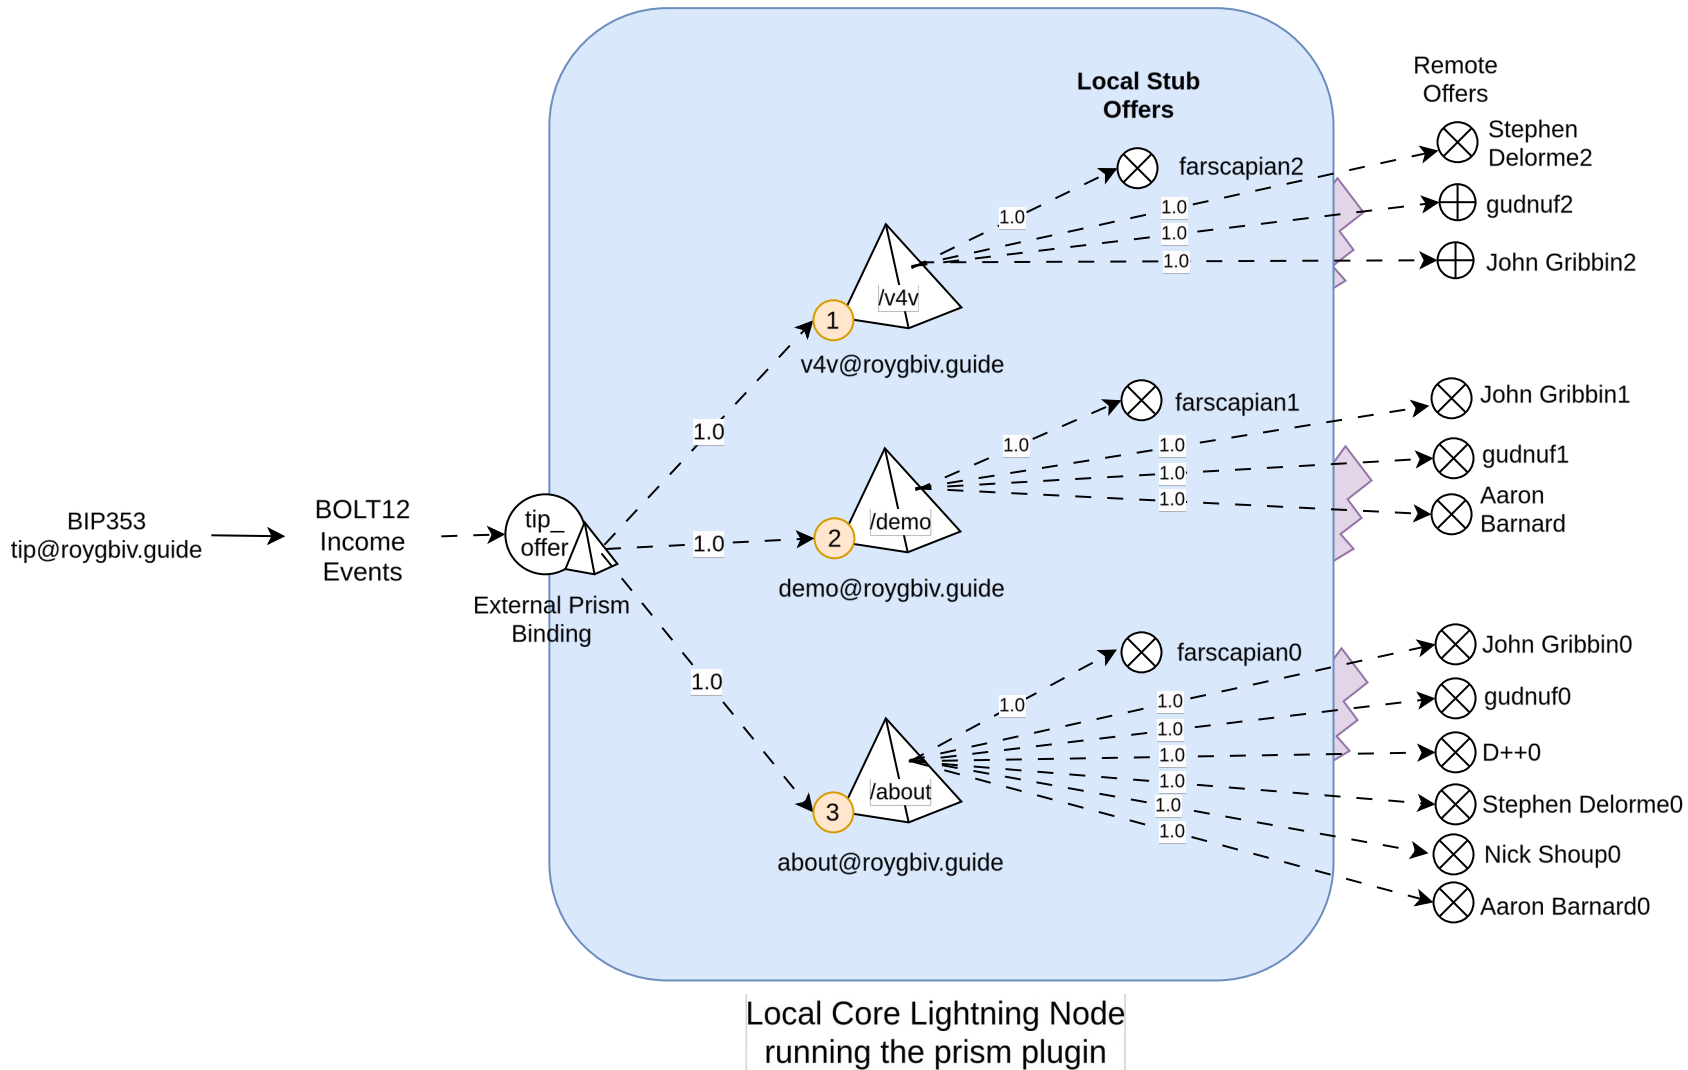 BIP353
tip@roygbiv.guide
BOLT12
Income
Events
tip_
offer
External Prism
Binding
1.0
1.0
1.0
Local Stub
Offers
Remote
Offers
1
/v4v
v4v@roygbiv.guide
1.0
1.0
1.0
1.0
farscapian2
Stephen
Delorme2
gudnuf2
John Gribbin2
2
/demo
demo@roygbiv.guide
1.0
1.0
1.0
1.0
farscapian1
John Gribbin1
gudnuf1
Aaron
Barnard
3
/about
about@roygbiv.guide
1.0
1.0
1.0
1.0
1.0
1.0
1.0
farscapian0
John Gribbin0
gudnuf0
D++0
Stephen Delorme0
Nick Shoup0
Aaron Barnard0
Local Core Lightning Node
running the prism plugin